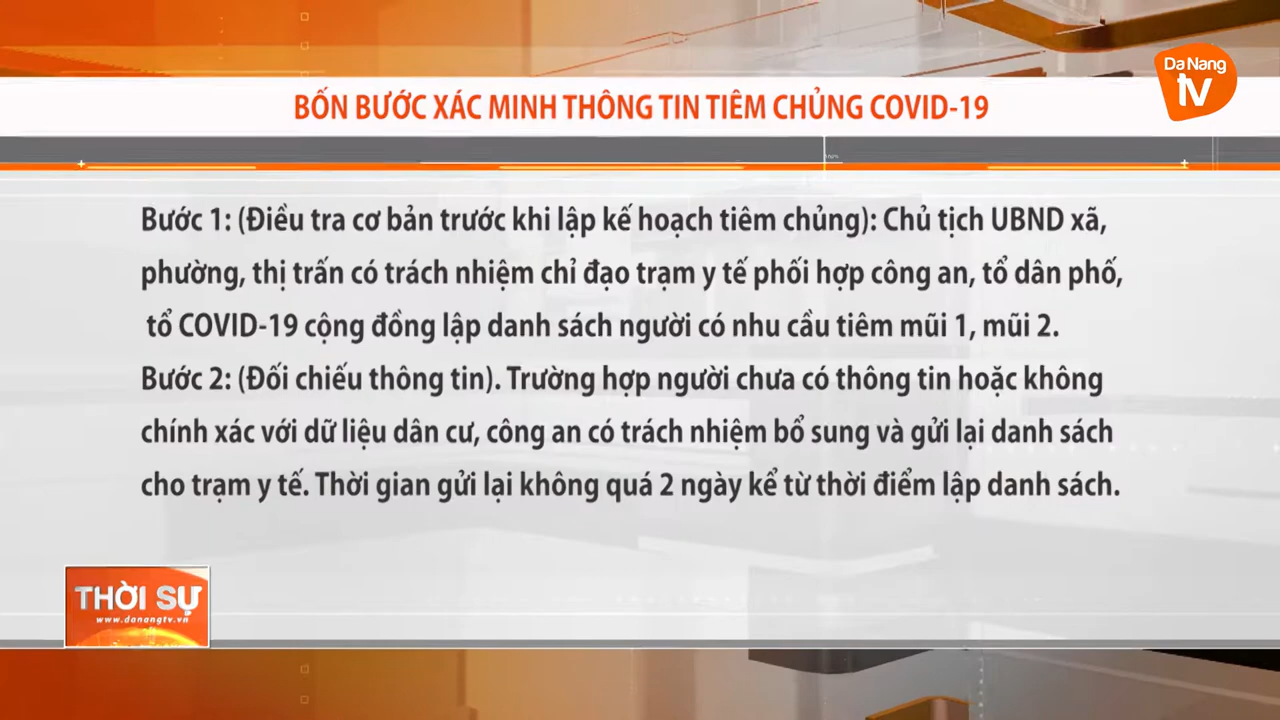 Da Nang
tv
BỐN BƯỚC XÁC MINH THÔNG TIN TIÊM CHỦNG COVID-19
Bước 1: (Điều tra cơ bản trước khi lập kế hoạch tiêm chủng): Chủ tịch UBND xã,
phường, thị trấn có trách nhiệm chỉ đạo trạm y tế phối hợp công an, tổ dân phố,
tổ COVID-19 cộng đồng lập danh sách người có nhu cầu tiêm mũi 1, mũi 2.
Bước 2: (Đối chiếu thông tin). Trường hợp người chưa có thông tin hoặc không
chính xác với dữ liệu dân cư, công an có trách nhiệm bổ sung và gửi lại danh sách
cho trạm y tế. Thời gian gửi lại không quá 2 ngày kể từ thời điểm lập danh sách.
THỜI SỰ
www.danangtv.vn